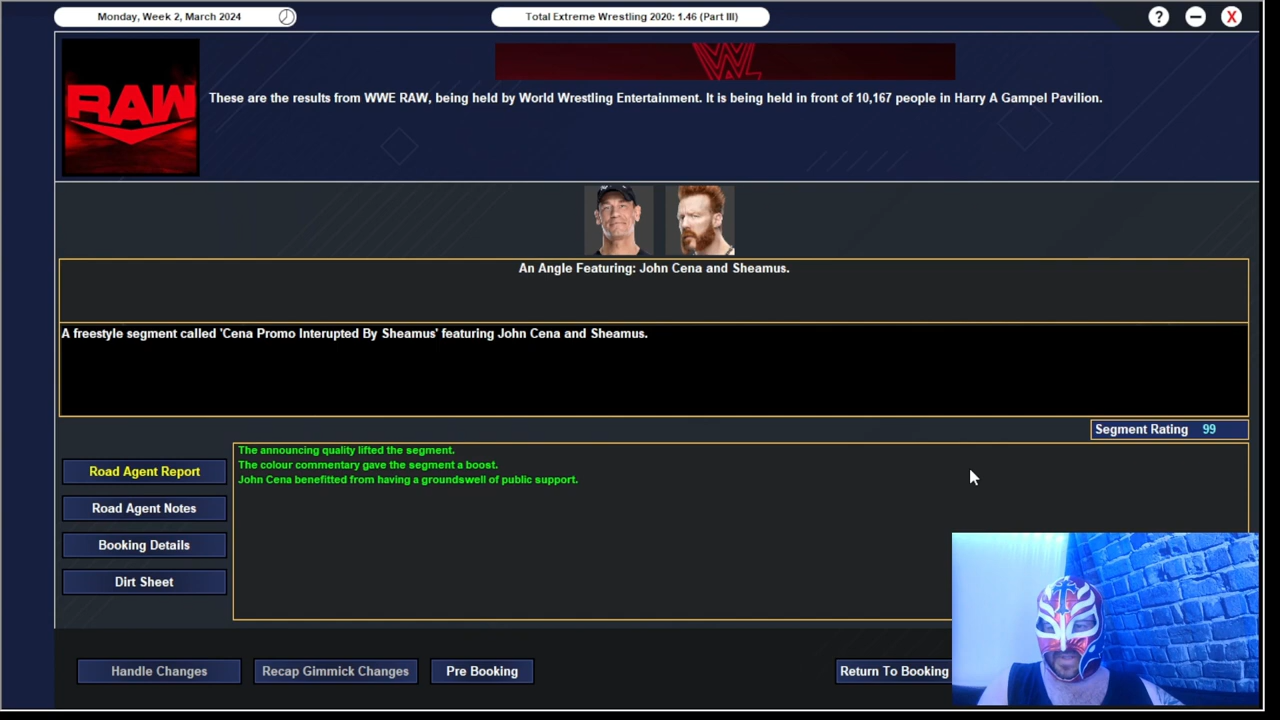 Monday, Week 2, March 2024
Total Extreme Wrestling 2020: 1.46 (Part III)
?
X
RAW
These are the results from WWE RAW, being held by World Wrestling Entertainment. It is being held in front of 10,167 people in Harry A Gampel Pavilion.
An Angle Featuring: John Cena and Sheamus.
A freestyle segment called 'Cena Promo Interupted By Sheamus' featuring John Cena and Sheamus.
Segment Rating 99
Road Agent Report
Road Agent Notes
Booking Details
Dirt Sheet
The announcing quality lifted the segment.
The colour commentary gave the segment a boost.
John Cena benefitted from having a groundswell of public support.
Handle Changes
Recap Gimmick Changes
Pre Booking
Return To Booking